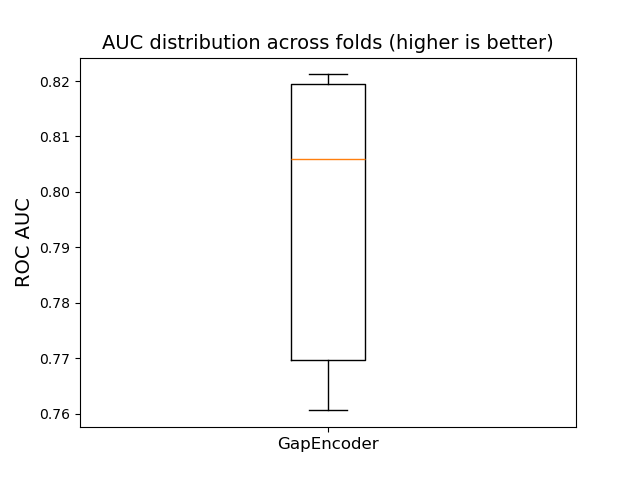 AUC distribution across folds (higher is better)
ROC AUC
0.82
0.81
0.80
0.79
0.78
0.77
0.76
GapEncoder